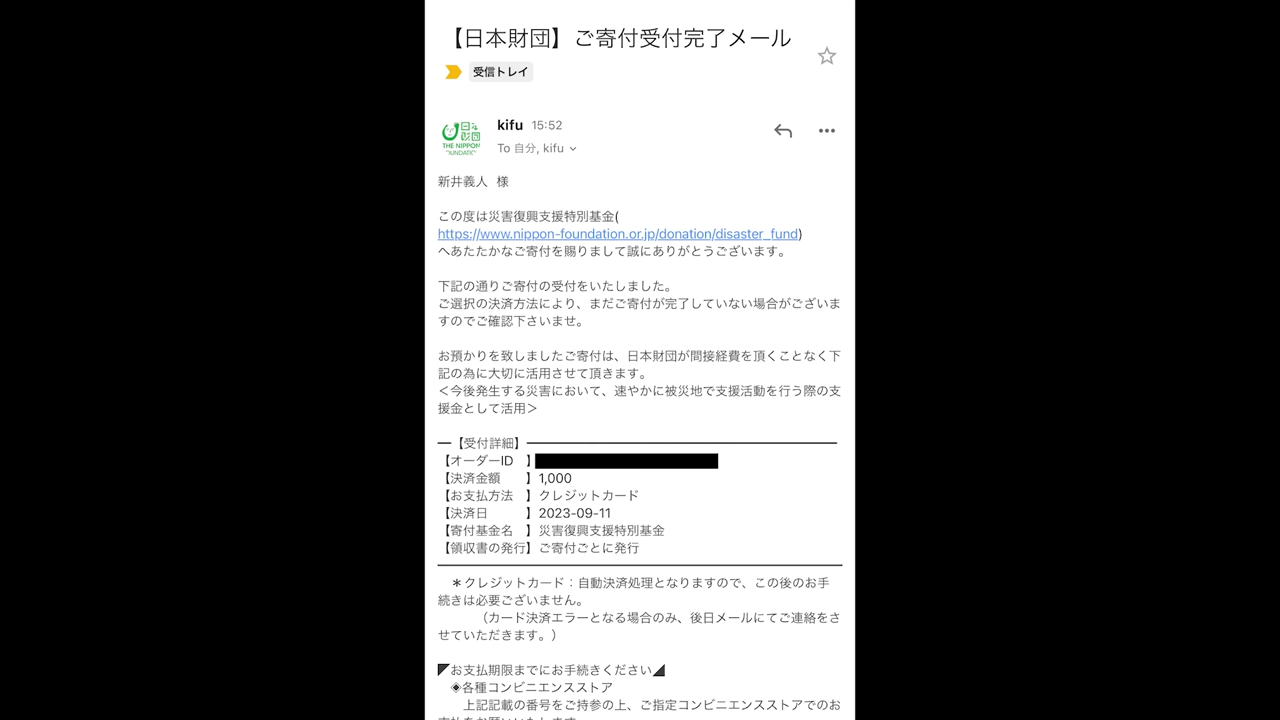 【日本財団】ご寄付受付完了メール
受信トレイ
日本財団
THE NIPPON
kifu 15:52
To 自分, kifu
新井義人 様
この度は災害復興支援特別基金(
https://www.nippon-foundation.or.jp/donation/disaster_fund)
へあたたかなご寄付を賜りまして誠にありがとうございます。
下記の通りご寄付の受付をいたしました。
ご選択の決済方法により、まだご寄付が完了していない場合がございま
すのでご確認下さいませ。
お預かりを致しましたご寄付は、日本財団が間接経費を頂くことなく下
記の為に大切に活用させて頂きます。
＜今後発生する災害において、速やかに被災地で支援活動を行う際の支
援金として活用＞
━【受付詳細】━━━━━━━━━━━━━━━━━━━━
【オーダーID 】
【決済金額 】1,000
【お支払方法 】クレジットカード
【決済日 】2023-09-11
【寄付基金名 】災害復興支援特別基金
【領収書の発行】ご寄付ごとに発行
＊クレジットカード：自動決済処理となりますので、この後のお手
続きは必要ございません。
（カード決済エラーとなる場合のみ、後日メールにてご連絡をさ
せていただきます。）
◤お支払期限までにお手続きください◢
◈各種コンビニエンスストア
上記記載の番号をご持参の上、ご指定コンビニエンスストアでのお